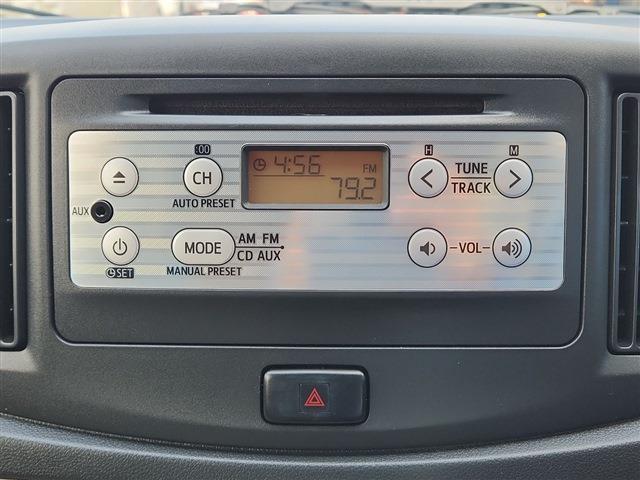 :00
H
M
4:56
FM
79.2
CH
AUTO PRESET
<
TUNE
TRACK
>
AUX
MODE
AM FM
CD AUX
-VOL-
SET
MANUAL PRESET